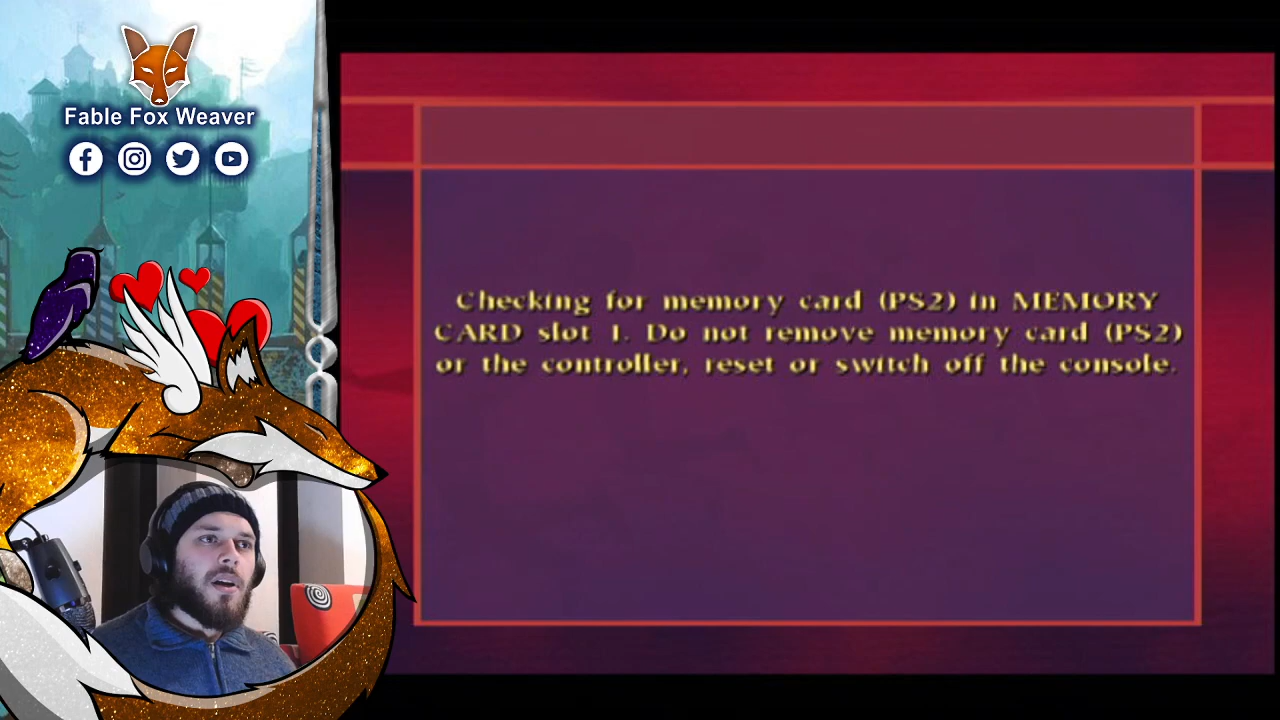 Fable Fox Weaver
Checking for memory card (PS2) in MEMORY
CARD slot 1. Do not remove memory card (PS2)
or the controller, reset or switch off the console.